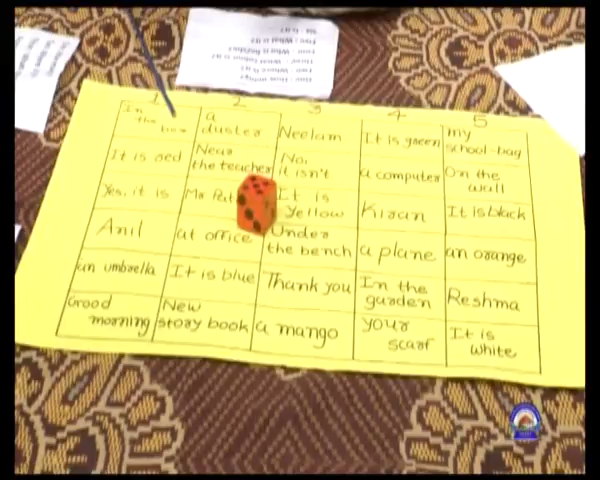 1 2 3 4 5
In
the box
a
duster
Neelam
It is green
my
school-bag
It is red
Near
the teacher
No,
it isn't
a computer
On the
wall
Yes, it is
Mr
It is
Yellow
Kiran
It is black
Anil
at office
Under
the bench
a plane
an orange
an umbrella
It is blue
Thank you
In the
garden
Reshma
Good
morning
New
story book
a mango
your
scarf
It is
white